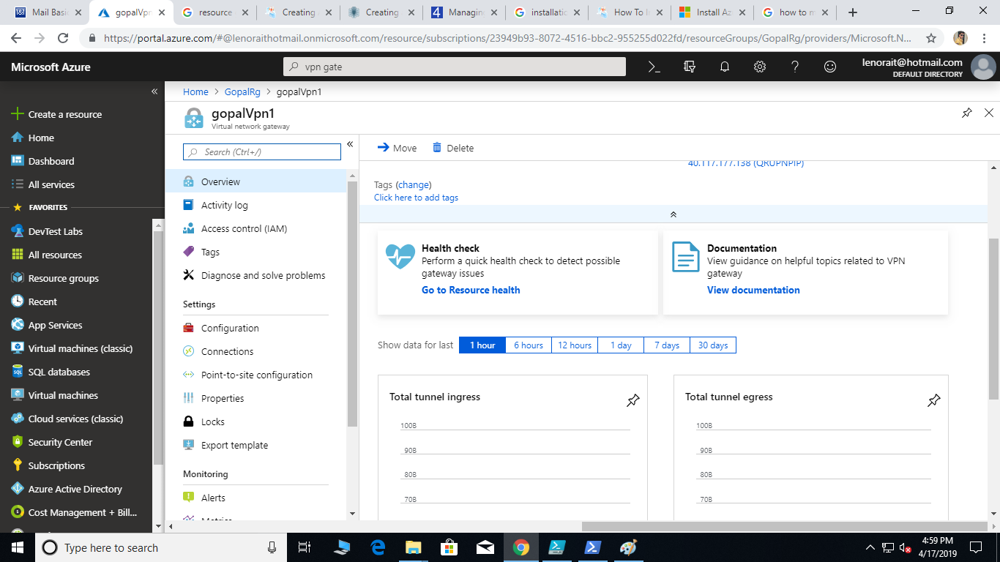 Mail Basic
gopalVpn
resource
Creating
Creating
Managin
installatio
How To I
Install Az
how to m
https://portal.azure.com/#@lenoraithotmail.onmicrosoft.com/resource/subscriptions/23949b93-8072-4516-bbc2-955255d022fd/resourceGroups/GopalRg/providers/Microsoft.N...
Microsoft Azure
vpn gate
lenorait@hotmail.com
DEFAULT DIRECTORY
Home > GopalRg > gopalVpn1
gopalVpn1
Virtual network gateway
Create a resource
Home
Dashboard
All services
FAVORITES
DevTest Labs
All resources
Resource groups
Recent
App Services
Virtual machines (classic)
SQL databases
Virtual machines
Cloud services (classic)
Security Center
Subscriptions
Azure Active Directory
Cost Management + Bill...
Search (Ctrl+/)
Overview
Activity log
Access control (IAM)
Tags
Diagnose and solve problems
Settings
Configuration
Connections
Point-to-site configuration
Properties
Locks
Export template
Monitoring
Alerts
Metrics
Move
Delete
40.117.177.138 (QRUPNPIP)
Tags (change)
Click here to add tags
Health check
Perform a quick health check to detect possible
gateway issues
Go to Resource health
Documentation
View guidance on helpful topics related to VPN
gateway
View documentation
Show data for last
1 hour
6 hours
12 hours
1 day
7 days
30 days
Total tunnel ingress
100B
90B
80B
70B
Total tunnel egress
100B
90B
80B
70B
Type here to search
4:59 PM
4/17/2019